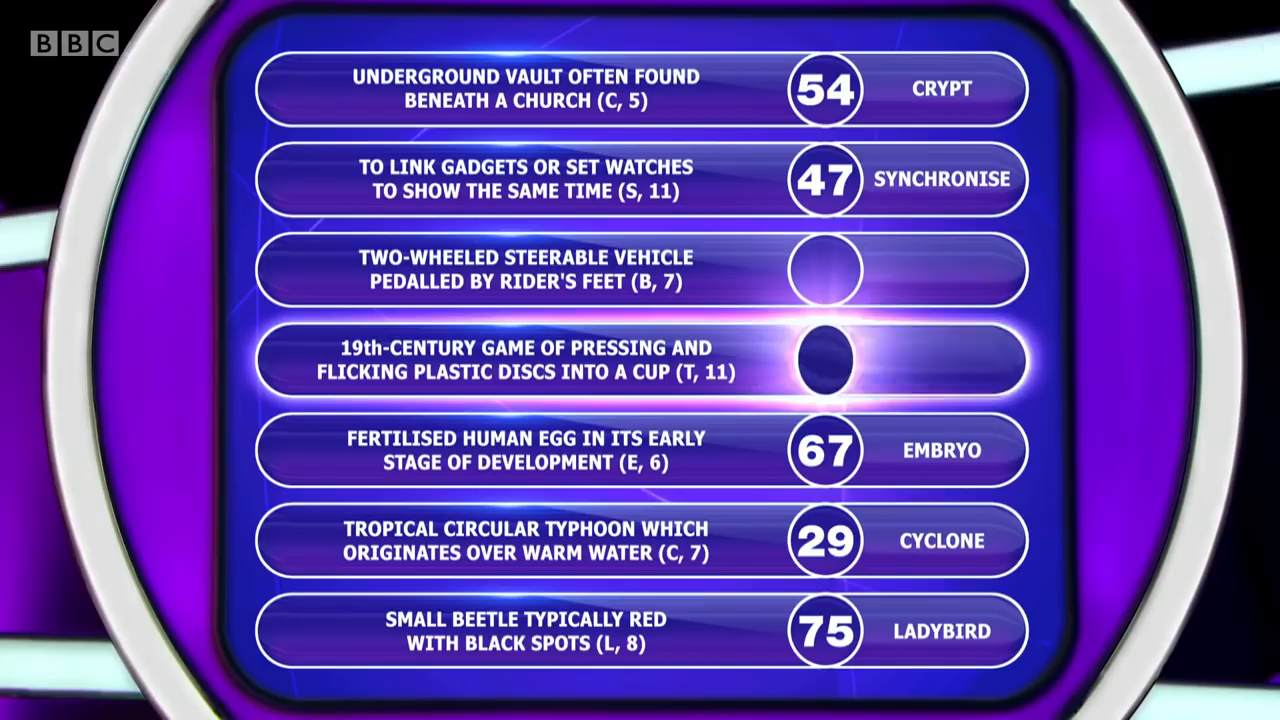 BBC
UNDERGROUND VAULT OFTEN FOUND
BENEATH A CHURCH (C, 5)
54
CRYPT
TO LINK GADGETS OR SET WATCHES
TO SHOW THE SAME TIME (S, 11)
47
SYNCHRONISE
TWO-WHEELED STEERABLE VEHICLE
PEDALLED BY RIDER'S FEET (B, 7)
19th-CENTURY GAME OF PRESSING AND
FLICKING PLASTIC DISCS INTO A CUP (T, 11)
FERTILISED HUMAN EGG IN ITS EARLY
STAGE OF DEVELOPMENT (E, 6)
67
EMBRYO
TROPICAL CIRCULAR TYPHOON WHICH
ORIGINATES OVER WARM WATER (C, 7)
29
CYCLONE
SMALL BEETLE TYPICALLY RED
WITH BLACK SPOTS (L, 8)
75
LADYBIRD